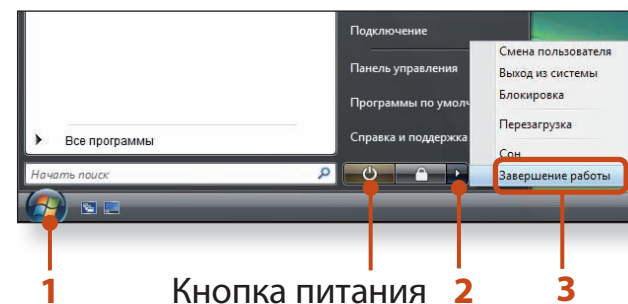 Подключение
Панель управления
Программы по умолч
Справка и поддержка
Все программы
Начать поиск
Смена пользователя
Выход из системы
Блокировка
Перезагрузка
Сон
Завершение работы
1
Кнопка питания
2
3